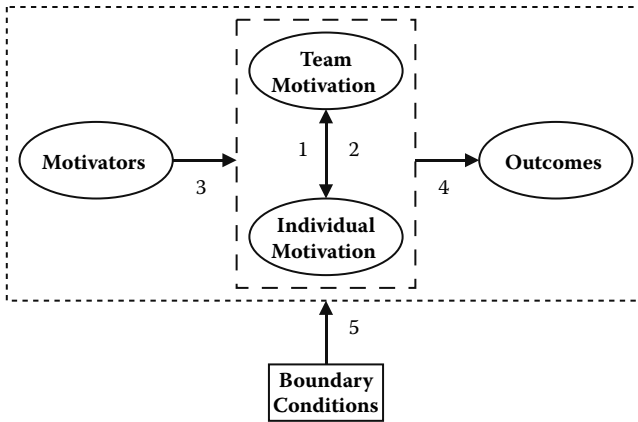 Team
Motivation
Motivators
1
2
Outcomes
3
4
Individual
Motivation
5
Boundary
Conditions